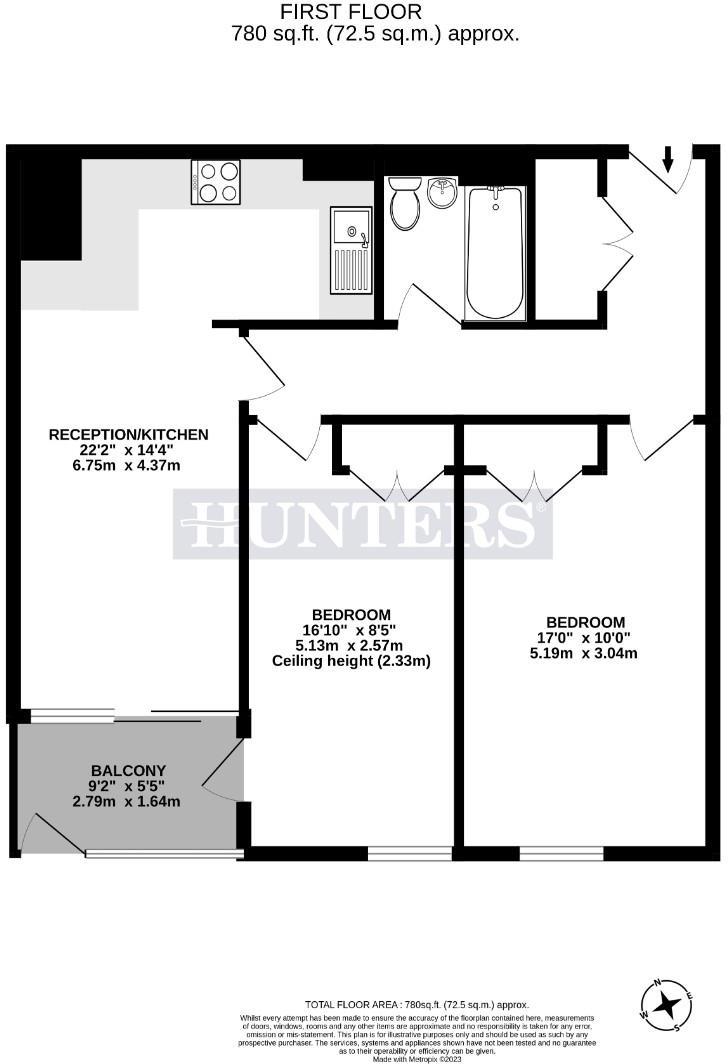 FIRST FLOOR
780 sq.ft. (72.5 sq.m.) approx.
RECEPTION/KITCHEN
22'2" x 14'4"
6.75m x 4.37m
HUNTERS®
BEDROOM
16'10" x 8'5"
5.13m x 2.57m
Ceiling height (2.33m)
BEDROOM
17'0" x 10'0"
5.19m x 3.04m
BALCONY
9'2" x 5'5"
2.79m x 1.64m
N
E
W
S
TOTAL FLOOR AREA : 780sq.ft. (72.5 sq.m.) approx.
Whilst every attempt has been made to ensure the accuracy of the floorplan contained here, measurements
of doors, windows, rooms and any other items are approximate and no responsibility is taken for any error,
omission or mis-statement. This plan is for illustrative purposes only and should be used as such by any
prospective purchaser. The services, systems and appliances shown have not been tested and no guarantee
as to their operability or efficiency can be given.
Made with Metropix ©2023